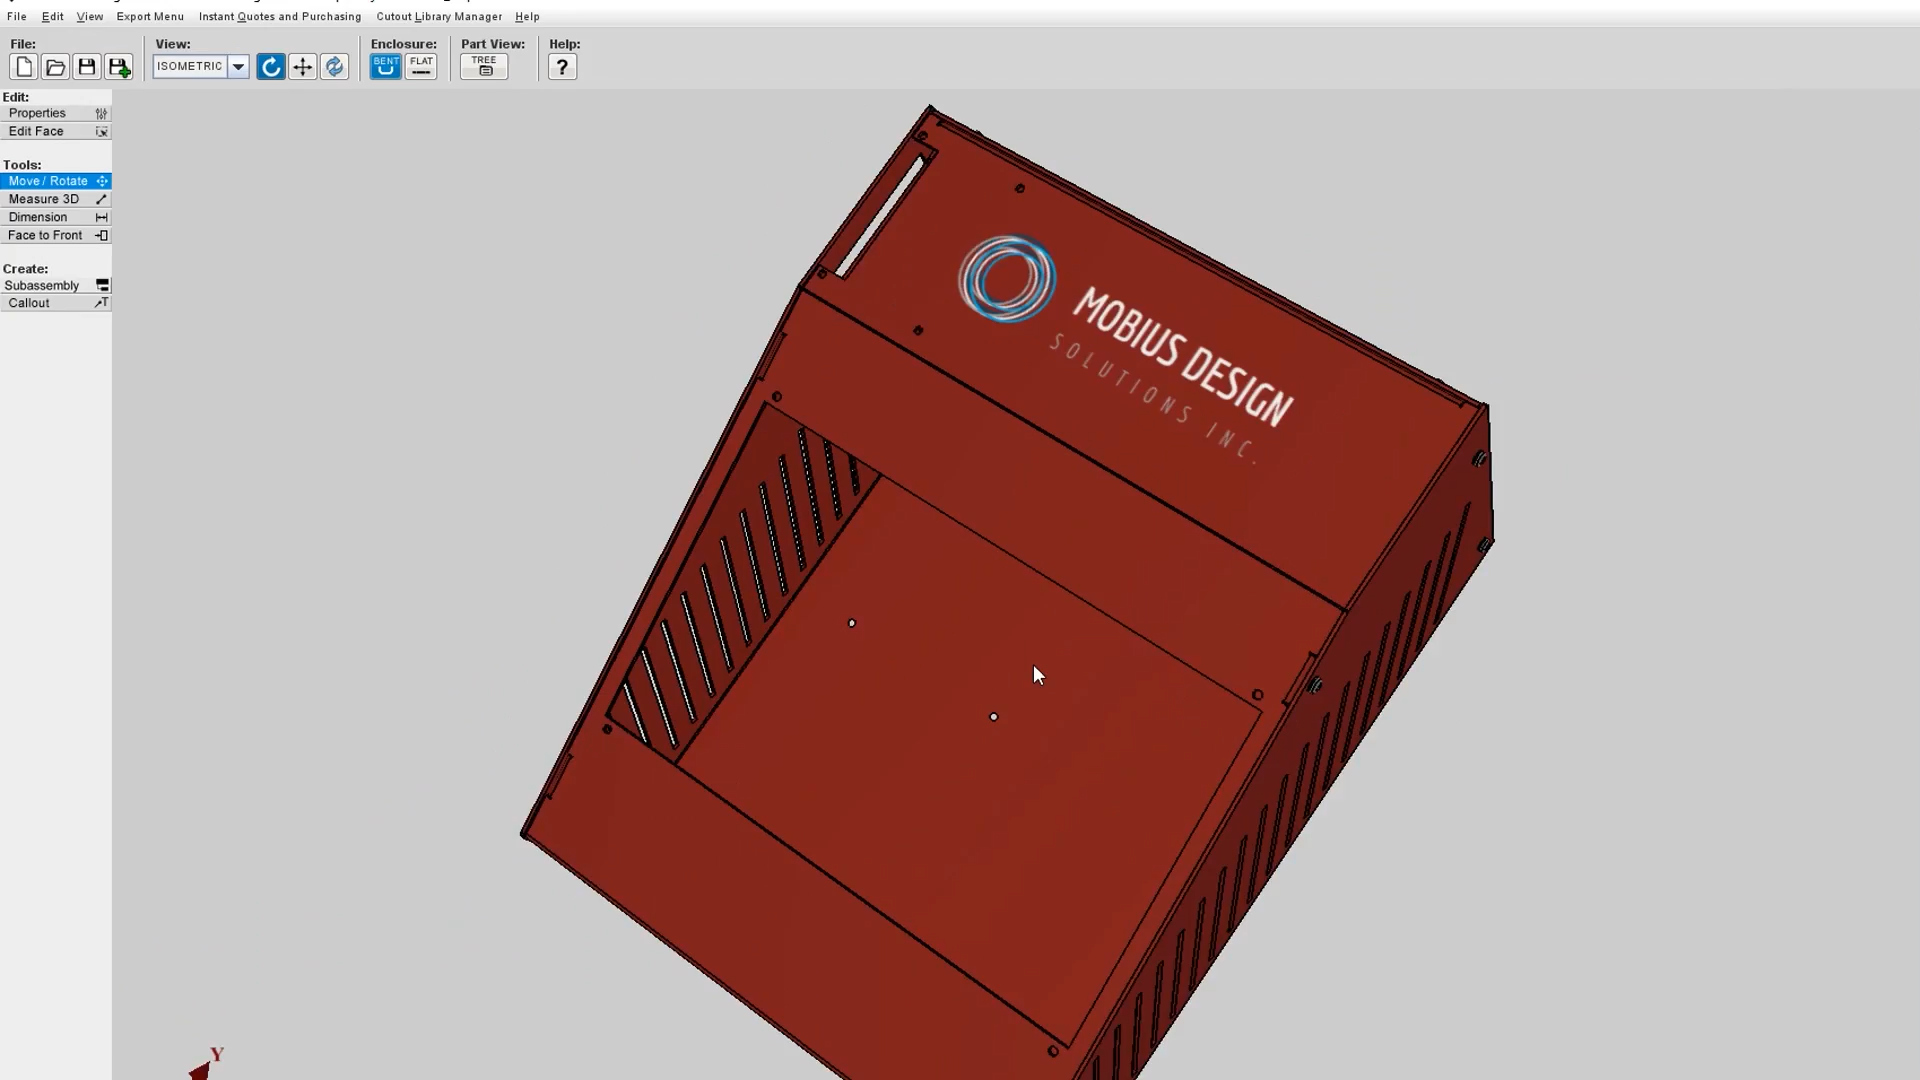 File Edit View Export Menu Instant Quotes and Purchasing Cutout Library Manager Help
File: View: Enclosure: Part View: Help:
ISOMETRIC BENT FLAT TREE ?
Edit:
Properties
Edit Face
Tools:
Move / Rotate
Measure 3D
Dimension
Face to Front
Create:
Subassembly
Callout T
MOBIUS DESIGN
SOLUTIONS INC.
Y